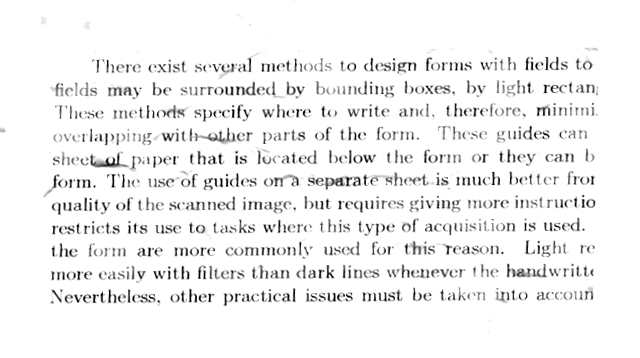 There exist several methods to design forms with fields to
fields may be surrounded by bounding boxes, by light rectan
These methods specify where to write and, therefore, minimi
overlapping with other parts of the form. These guides can
sheet of paper that is located below the form or they can b
form. The use of guides on a separate sheet is much better fro
quality of the scanned image, but requires giving more instructio
restricts its use to tasks where this type of acquisition is used.
the form are more commonly used for this reason. Light re
more easily with filters than dark lines whenever the handwritt
Nevertheless, other practical issues must be taken into accoun